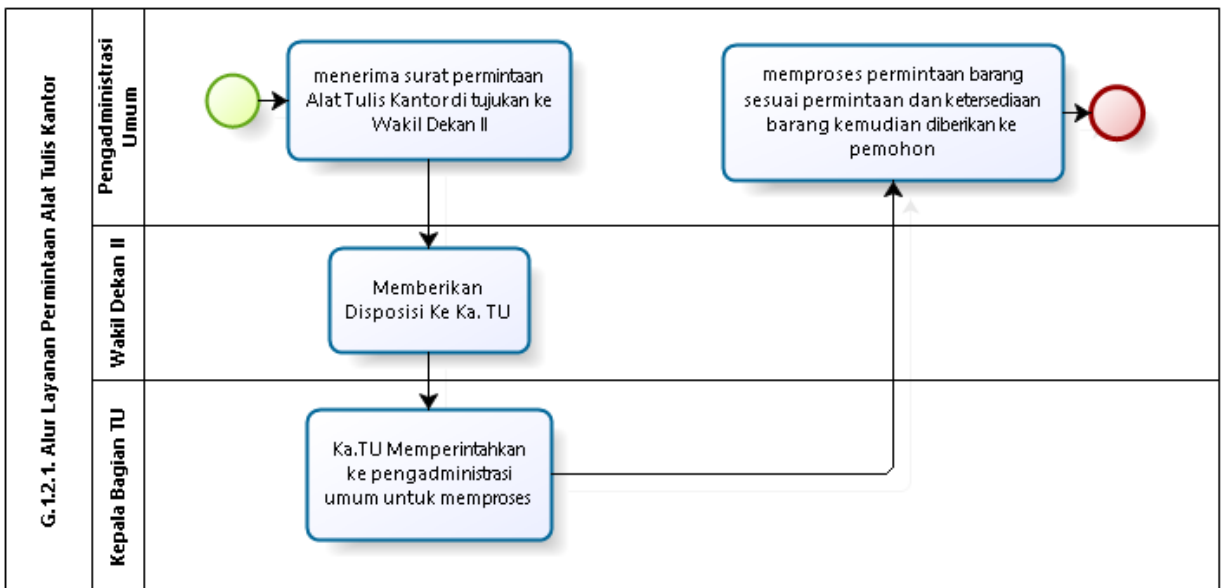 G.1.2.1. Alur Layanan Permintaan Alat Tulis Kantor
Pengadministrasi
Umum
menerima surat permintaan
Alat Tulis Kantor di tujukan ke
Wakil Dekan II
memproses permintaan barang
sesuai permintaan dan ketersediaan
barang kemudian diberikan ke
pemohon
Wakil Dekan II
Memberikan
Disposisi Ke Ka. TU
Kepala Bagian TU
Ka.TU Memperintahkan
ke pengadministrasi
umum untuk memproses